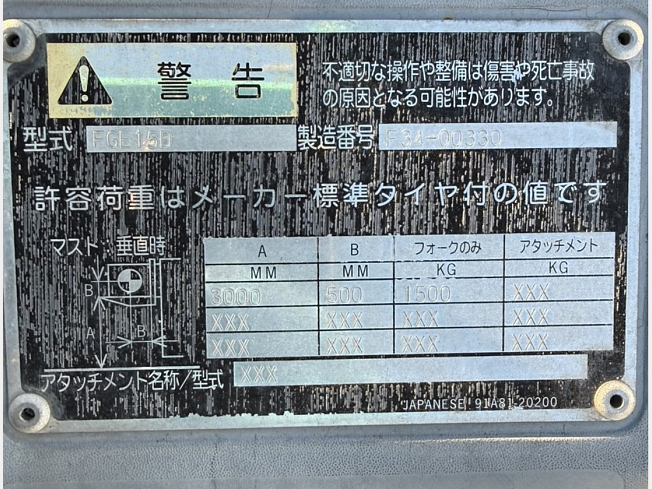 警告
不適切な操作や整備は傷害や死亡事故
の原因となる可能性があります。
型式 FGE15D 製造番号 F34-00330
許容荷重はメーカー標準タイヤ付の値です
マスト:垂直時
A B フォークのみ アタッチメント
MM MM KG KG
3000 500 1500 XXX
XXX XXX XXX XXX
XXX XXX XXX XXX
B
A B
アタッチメント名称/型式 XXX
JAPANESE 91A81-20200